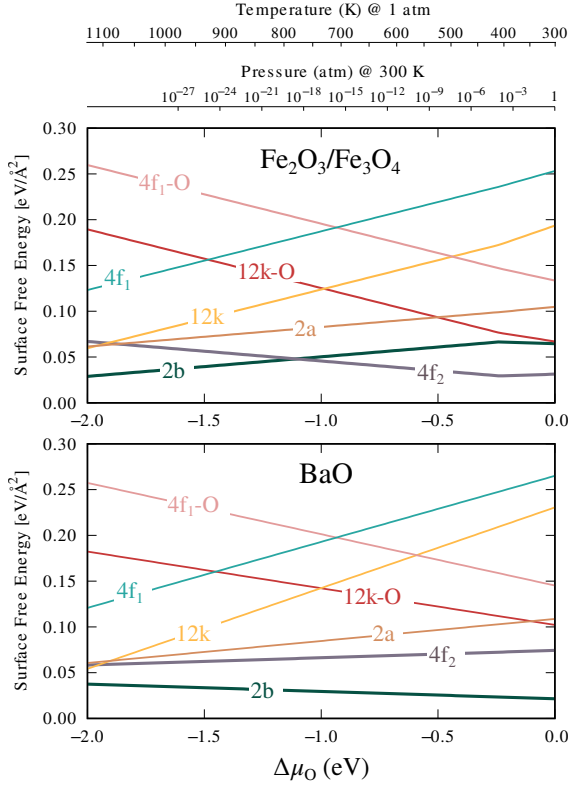 Temperature (K) @ 1 atm
1100 1000 900 800 700 600 500 400 300
Pressure (atm) @ 300 K
10⁻²⁷ 10⁻²⁴ 10⁻²¹ 10⁻¹⁸ 10⁻¹⁵ 10⁻¹² 10⁻⁹ 10⁻⁶ 10⁻³ 1
Surface Free Energy [eV/Å²]
0.30
0.25
0.20
0.15
0.10
0.05
0.00
Fe₂O₃/Fe₃O₄
4f₁-O
4f₁
12k-O
12k
2a
2b
4f₂
−2.0 −1.5 −1.0 −0.5 0.0
Surface Free Energy [eV/Å²]
0.30
0.25
0.20
0.15
0.10
0.05
0.00
BaO
4f₁-O
4f₁
12k-O
12k
2a
4f₂
2b
−2.0 −1.5 −1.0 −0.5 0.0
Δμ_O (eV)